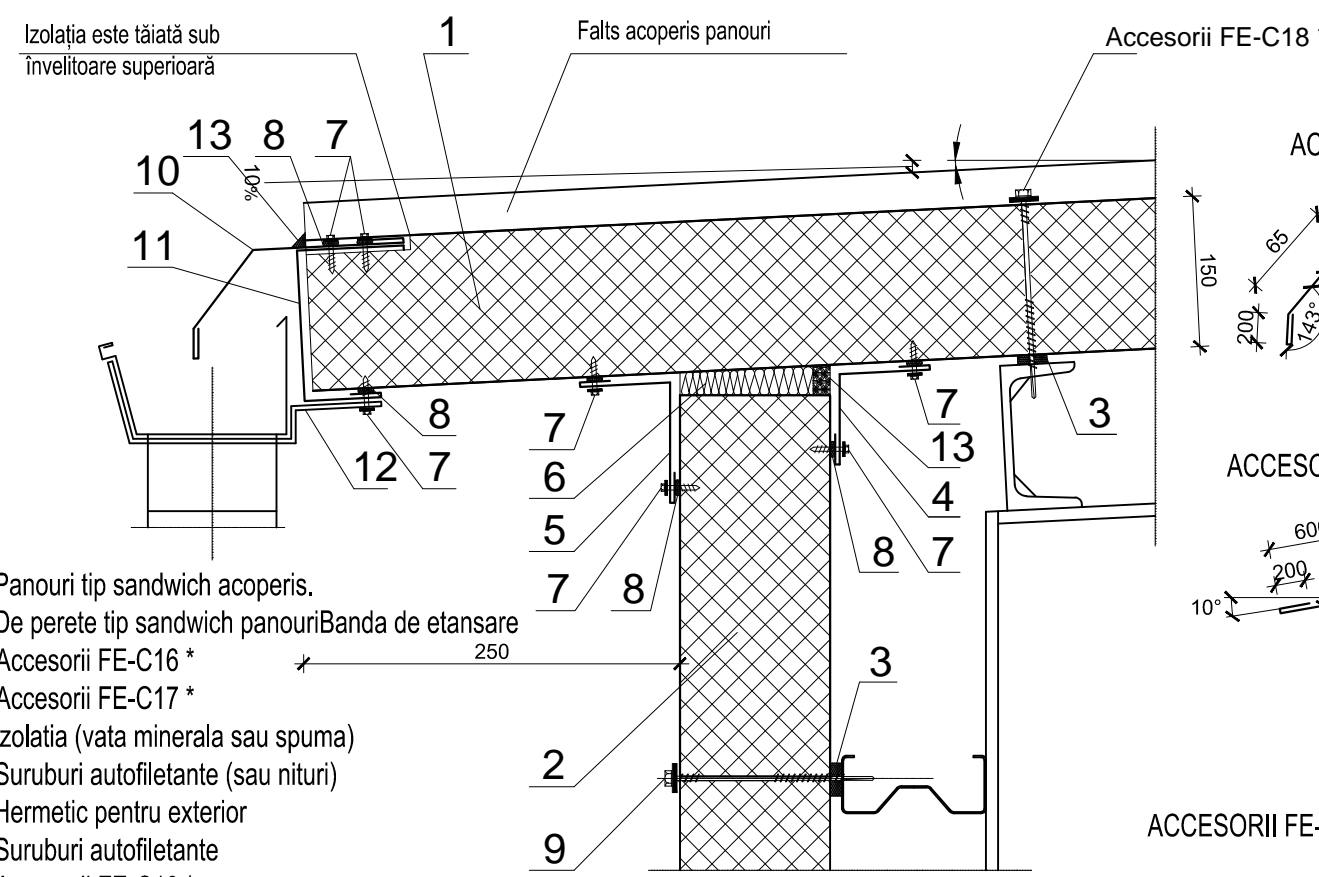 Izolația este tăiată sub
învelitoare superioară
1
Falts acoperis panouri
Accesorii FE-C18
13
8
7
10
10%
11
150
65
200
143°
8
7
12
7
6
5
7
8
7
13
3
4
8
7
600
200
10°
Panouri tip sandwich acoperis.
De perete tip sandwich panouriBanda de etansare
250
Accesorii FE-C16 *
Accesorii FE-C17 *
zolatia (vata minerala sau spuma)
Suruburi autofiletante (sau nituri)
Hermetic pentru exterior
Suruburi autofiletante
3
2
9
ACCESORII FE-